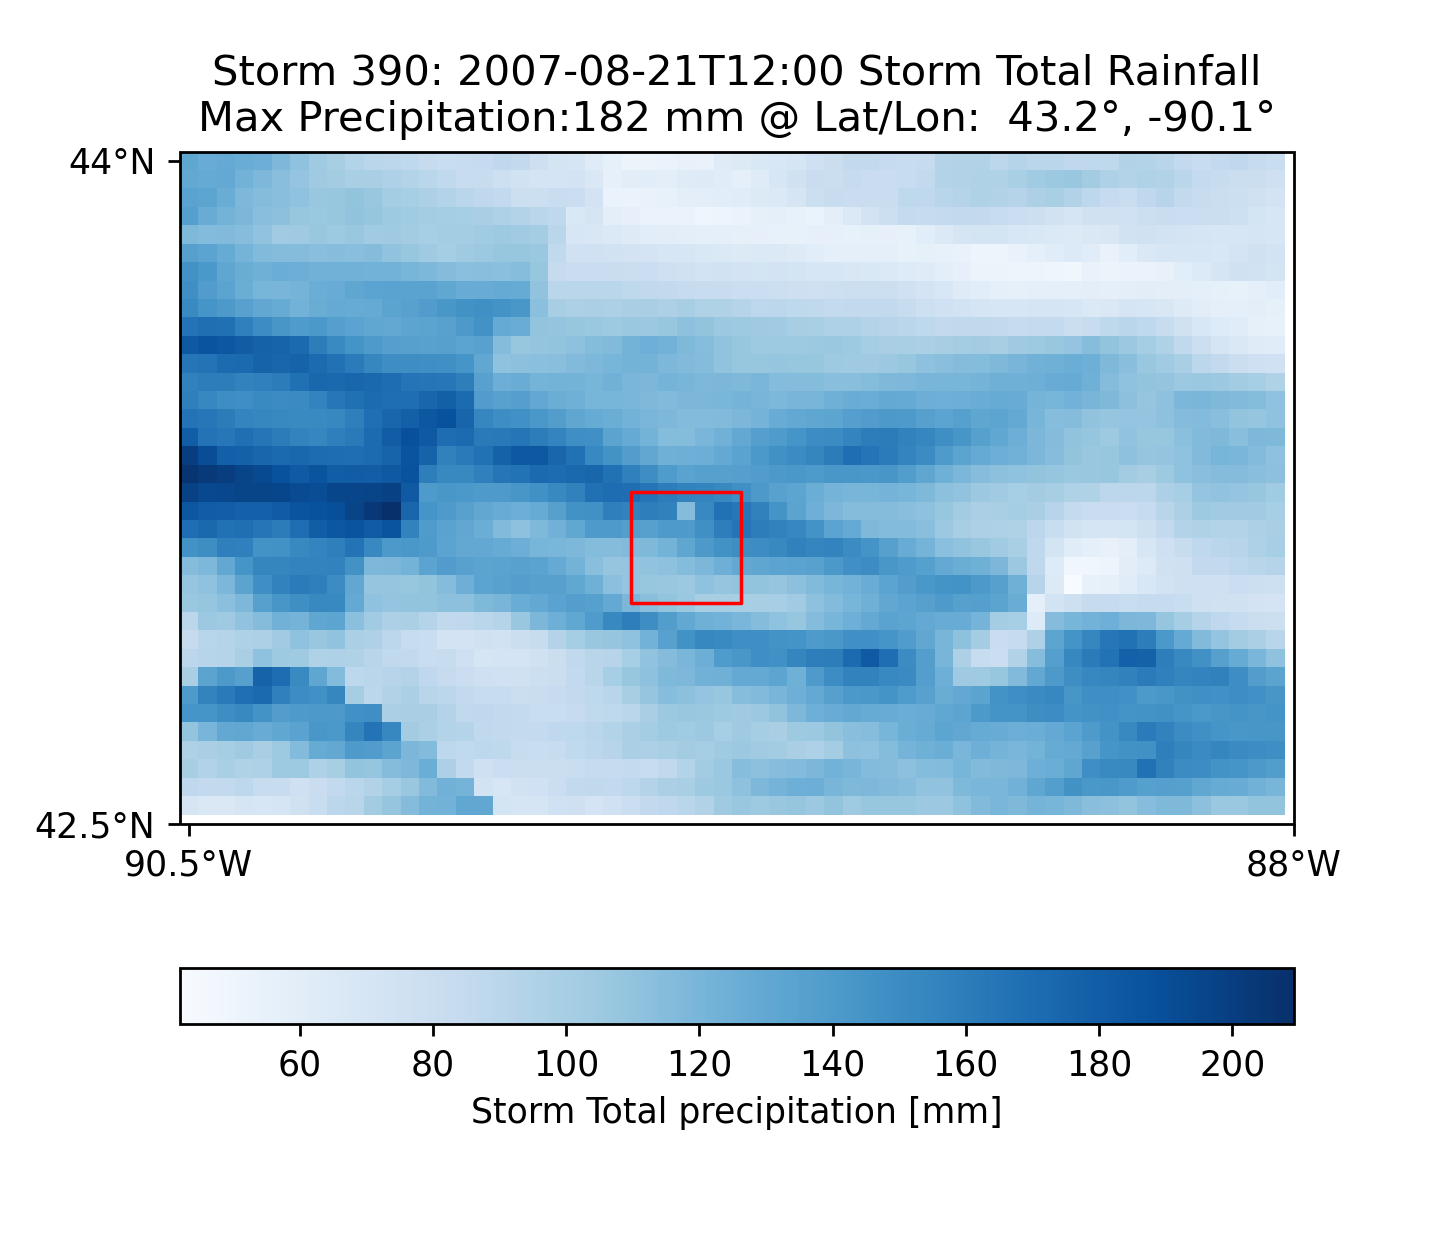 Storm 390: 2007-08-21T12:00 Storm Total Rainfall
Max Precipitation:182 mm @ Lat/Lon:  43.2°, -90.1°
44°N
42.5°N
90.5°W 88°W
60 80 100 120 140 160 180 200
Storm Total precipitation [mm]